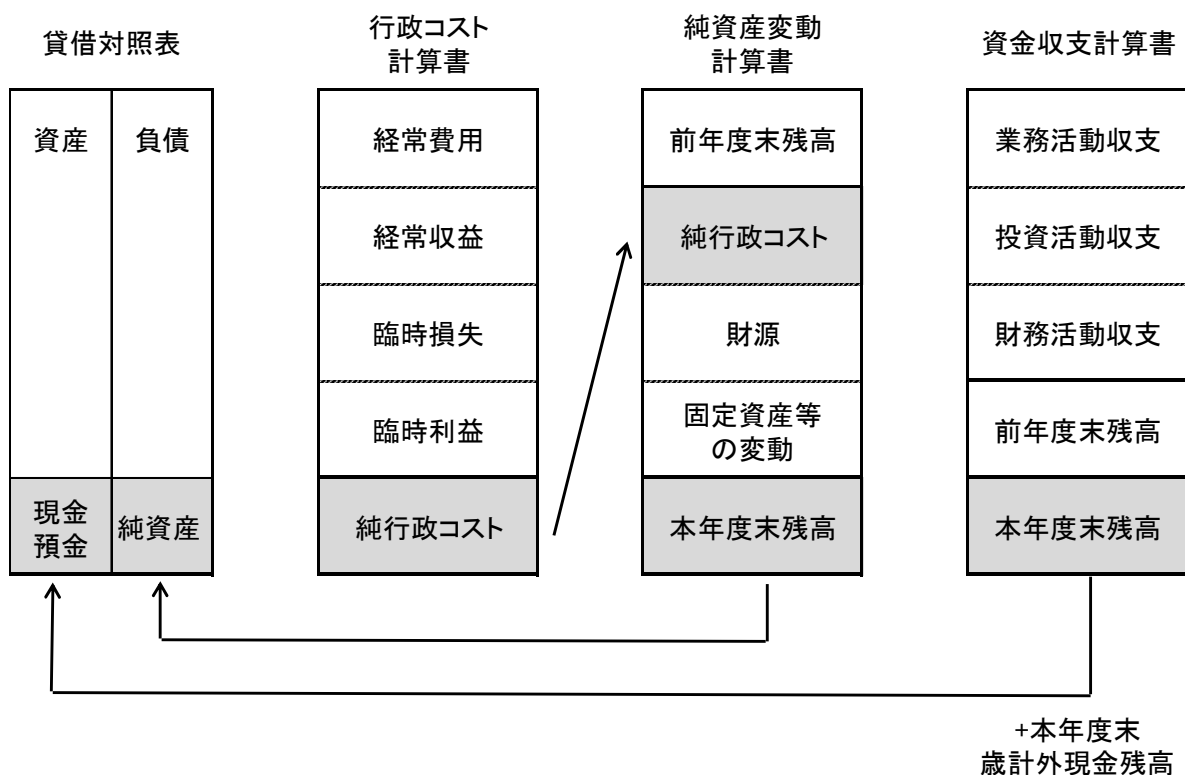 貸借対照表
行政コスト
計算書
純資産変動
計算書
資金収支計算書
資産
負債
現金
預金
純資産
経常費用
経常収益
臨時損失
臨時利益
純行政コスト
前年度末残高
純行政コスト
財源
固定資産等
の変動
本年度末残高
業務活動収支
投資活動収支
財務活動収支
前年度末残高
本年度末残高
+本年度末
歳計外現金残高